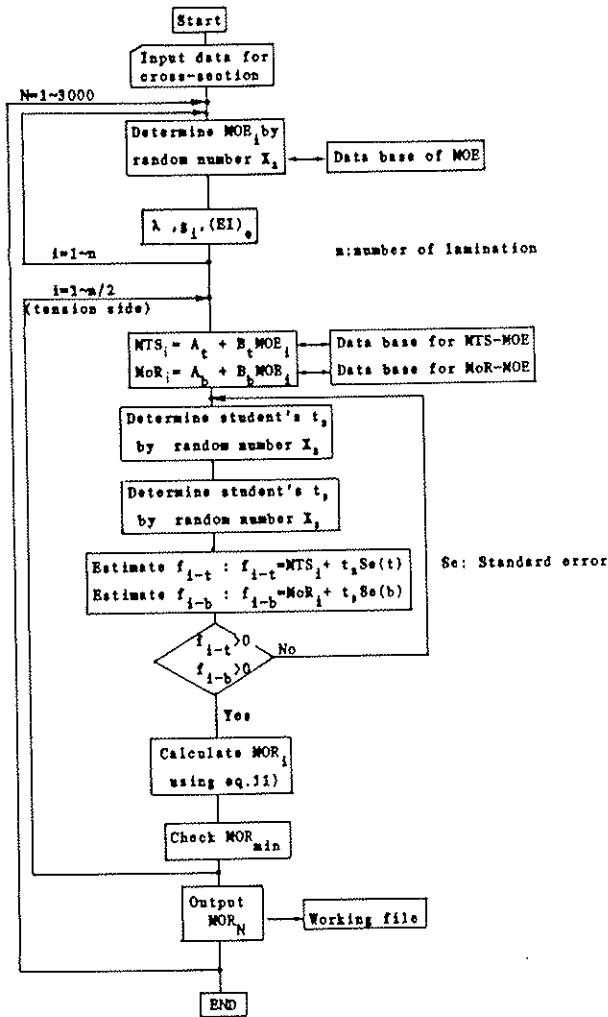 Start
Input data for
cross-section
N=1~3000
Determine MOE_i by
random number X_1
Data base of MOE
λ , s_i , (EI)_e
i=1~n
n:number of lamination
i=1~n/2
(tension side)
MTS_i = A_t + B_t MOE_i
Data base for MTS-MOE
MoR_i = A_b + B_b MOE_i
Data base for MoR-MOE
Determine student's t_2
by random number X_2
Determine student's t_3
by random number X_3
Estimate f_i-t : f_i-t=MTS_i+ t_2Se(t)
Estimate f_i-b : f_i-b=MoR_i+ t_3Se(b)
Se: Standard error
f_i-t>0
f_i-b>0
No
Yes
Calculate MOR_i
using eq.11)
Check MOR_min
Output
MOR_N
Working file
END